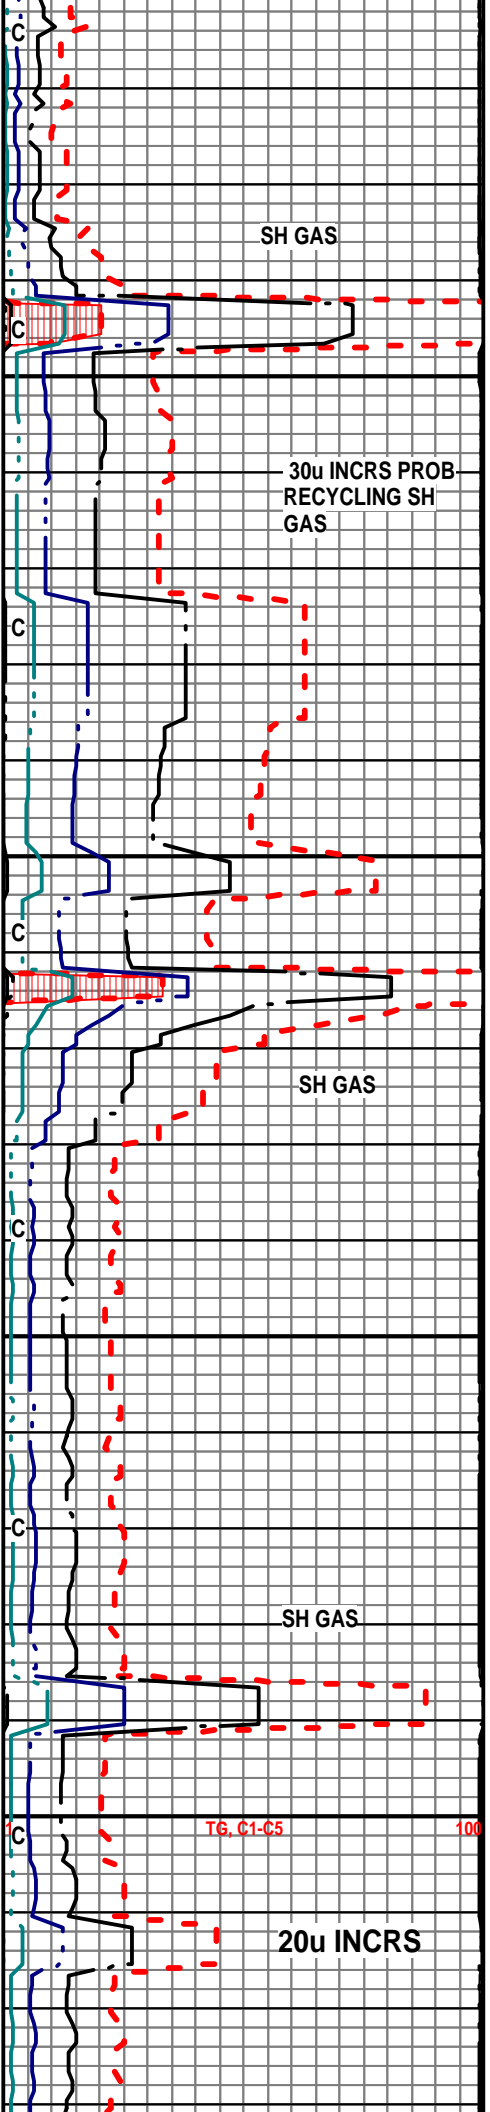 C
SH GAS
C
30u INCRS PROB
RECYCLING SH
GAS
C
C
SH GAS
C
C
SH GAS
1 TG, C1-C5 100
C
20u INCRS